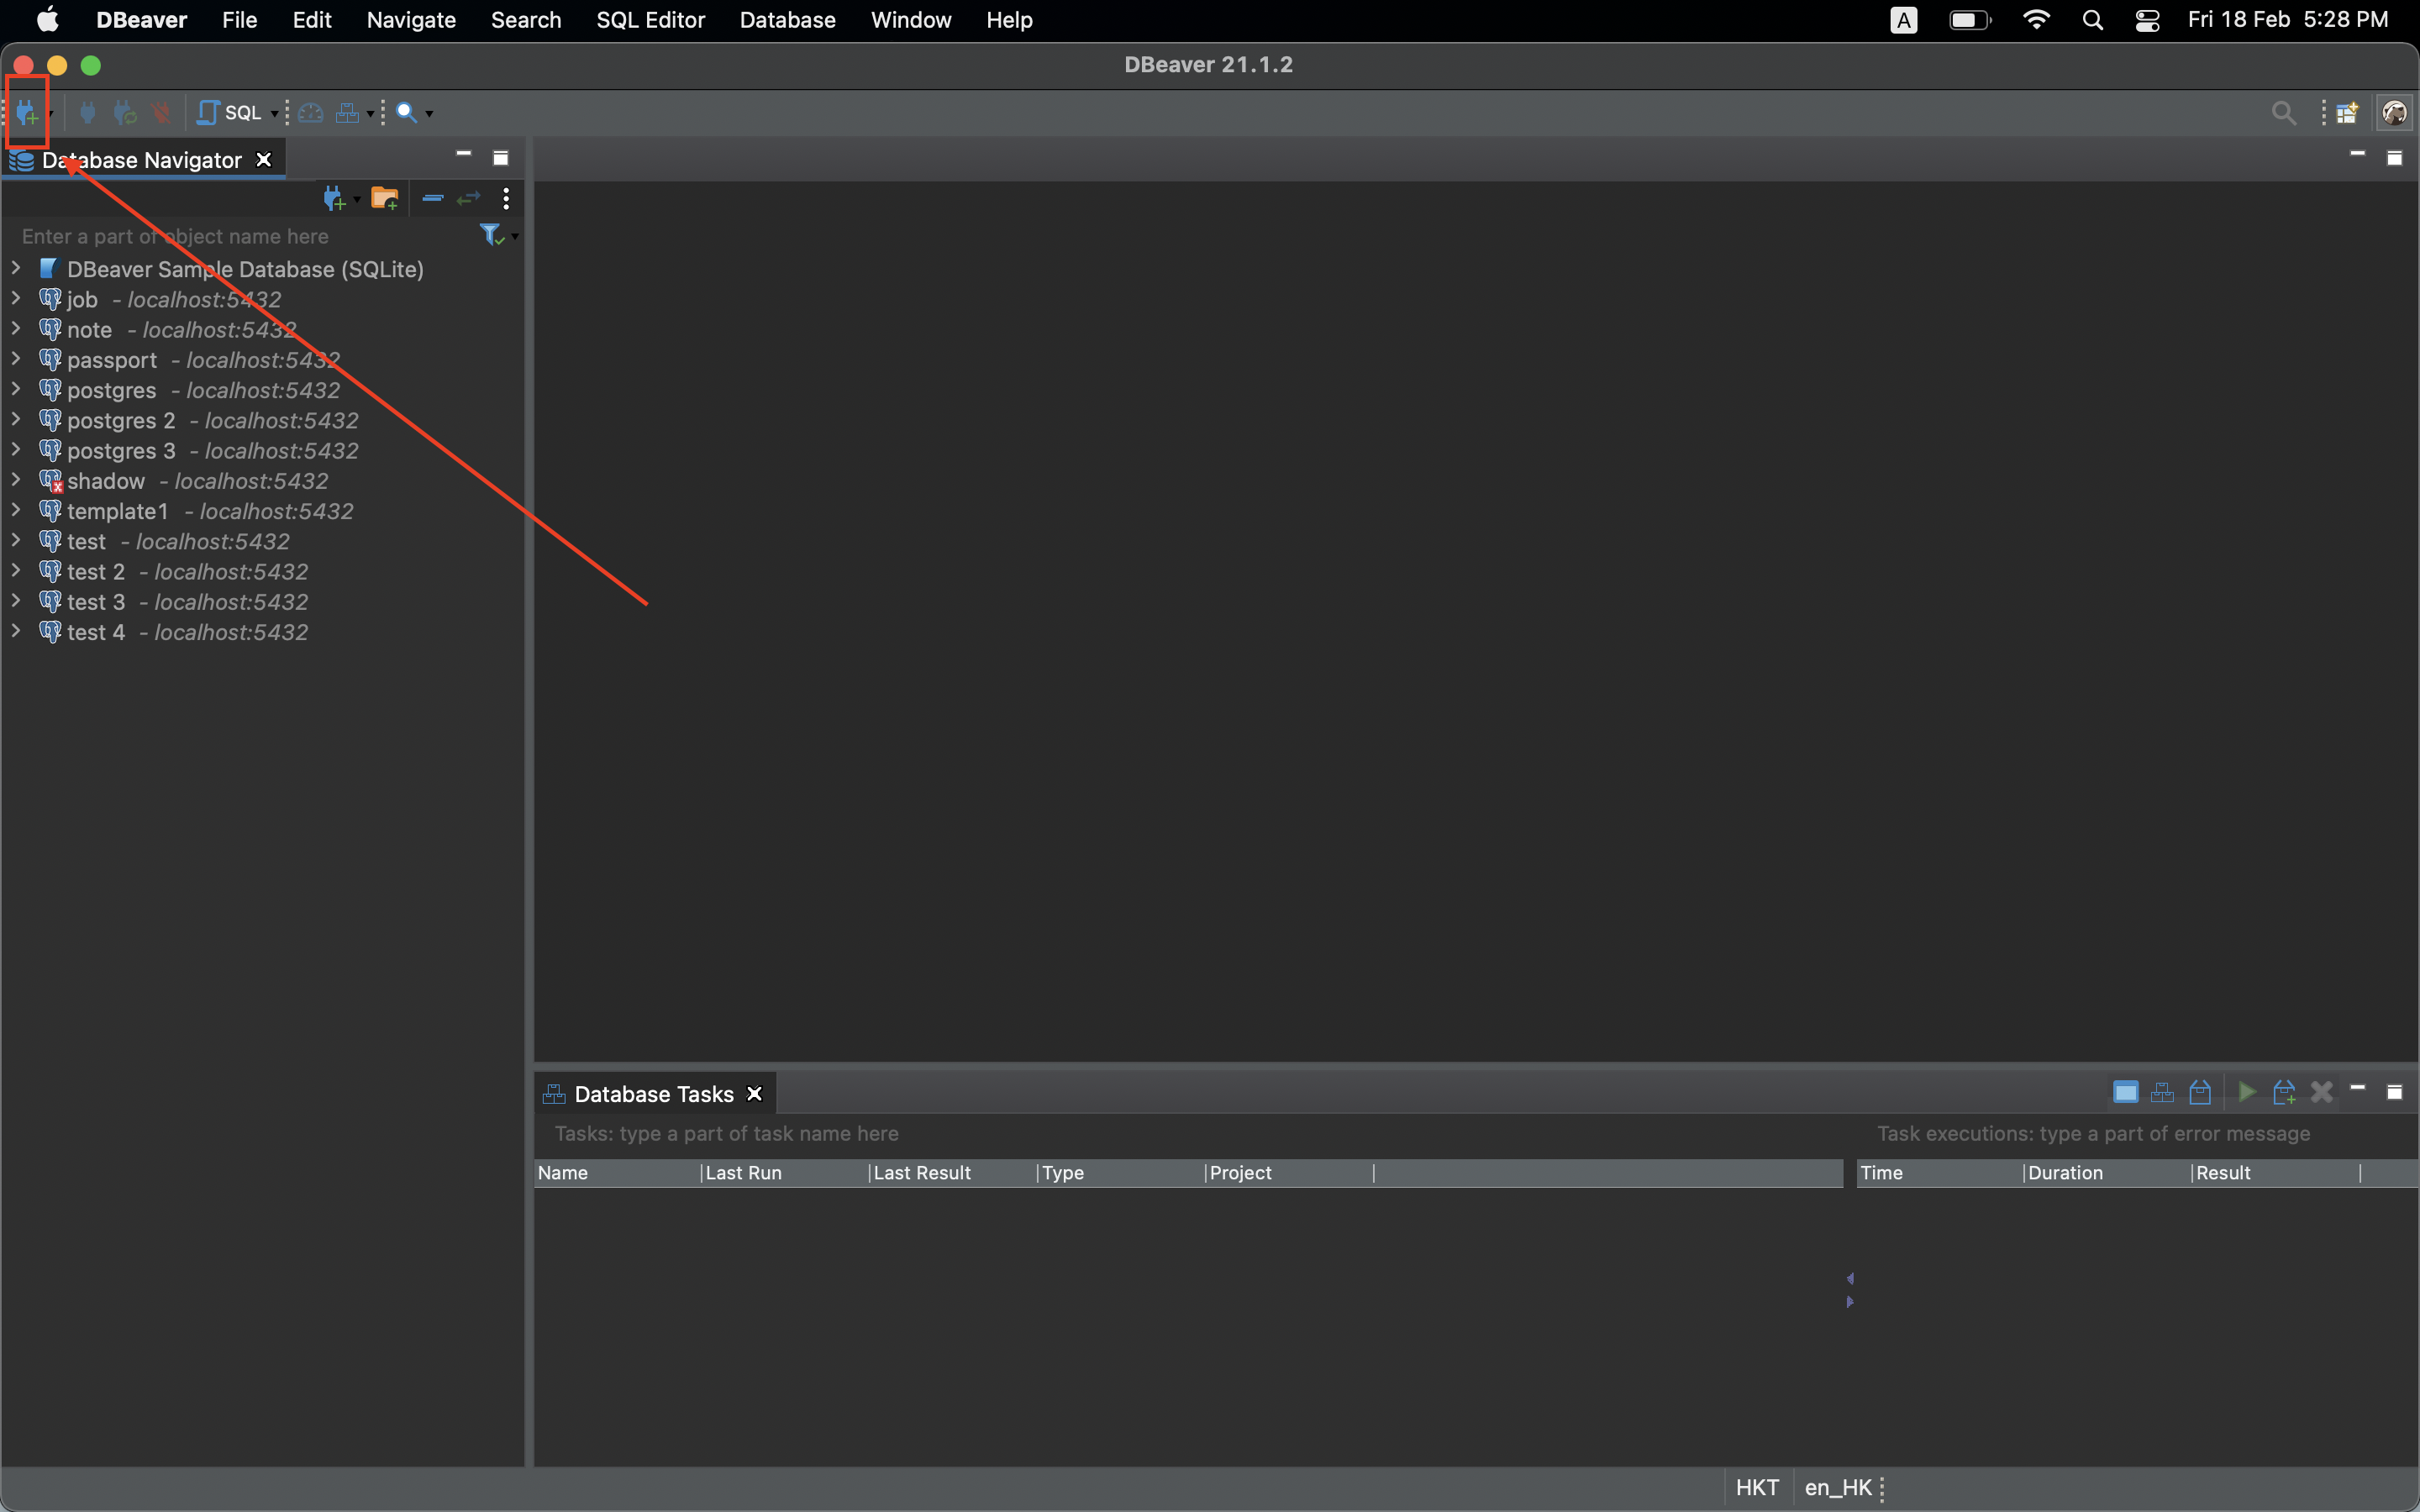 DBeaver File Edit Navigate Search SQL Editor Database Window Help A Fri 18 Feb 5:28 PM
DBeaver 21.1.2
SQL
Database Navigator
Enter a part of object name here
DBeaver Sample Database (SQLite)
job - localhost:5432
note - localhost:5432
passport - localhost:5432
postgres - localhost:5432
postgres 2 - localhost:5432
postgres 3 - localhost:5432
shadow - localhost:5432
template1 - localhost:5432
test - localhost:5432
test 2 - localhost:5432
test 3 - localhost:5432
test 4 - localhost:5432
Database Tasks
Tasks: type a part of task name here
Task executions: type a part of error message
Name Last Run Last Result Type Project
Time Duration Result
HKT en_HK